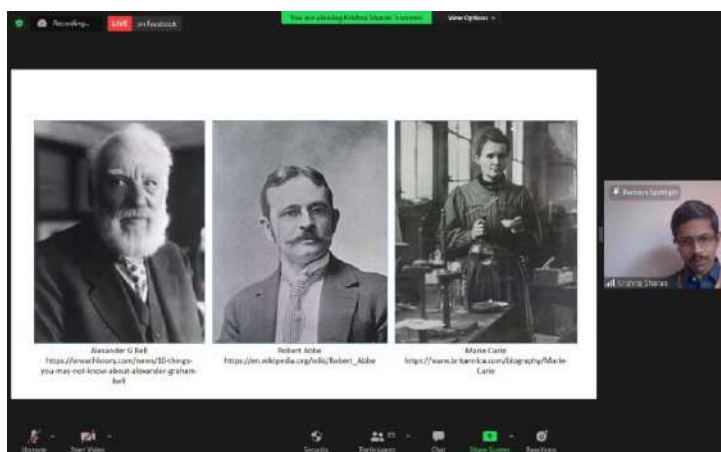 Recording...
LIVE on Facebook
You are viewing Krishna Sharan's screen
View Options
Remove Spotlight
Krishna Sharan
Alexander G Bell
https://www.history.com/news/10-things-
you-may-not-know-about-alexander-graham-
bell
Robert Abbe
https://en.wikipedia.org/wiki/Robert_Abbe
Marie Curie
https://www.britannica.com/biography/Marie-
Curie
Unmute
Start Video
Security
Participants
Chat
Share Screen
Reactions